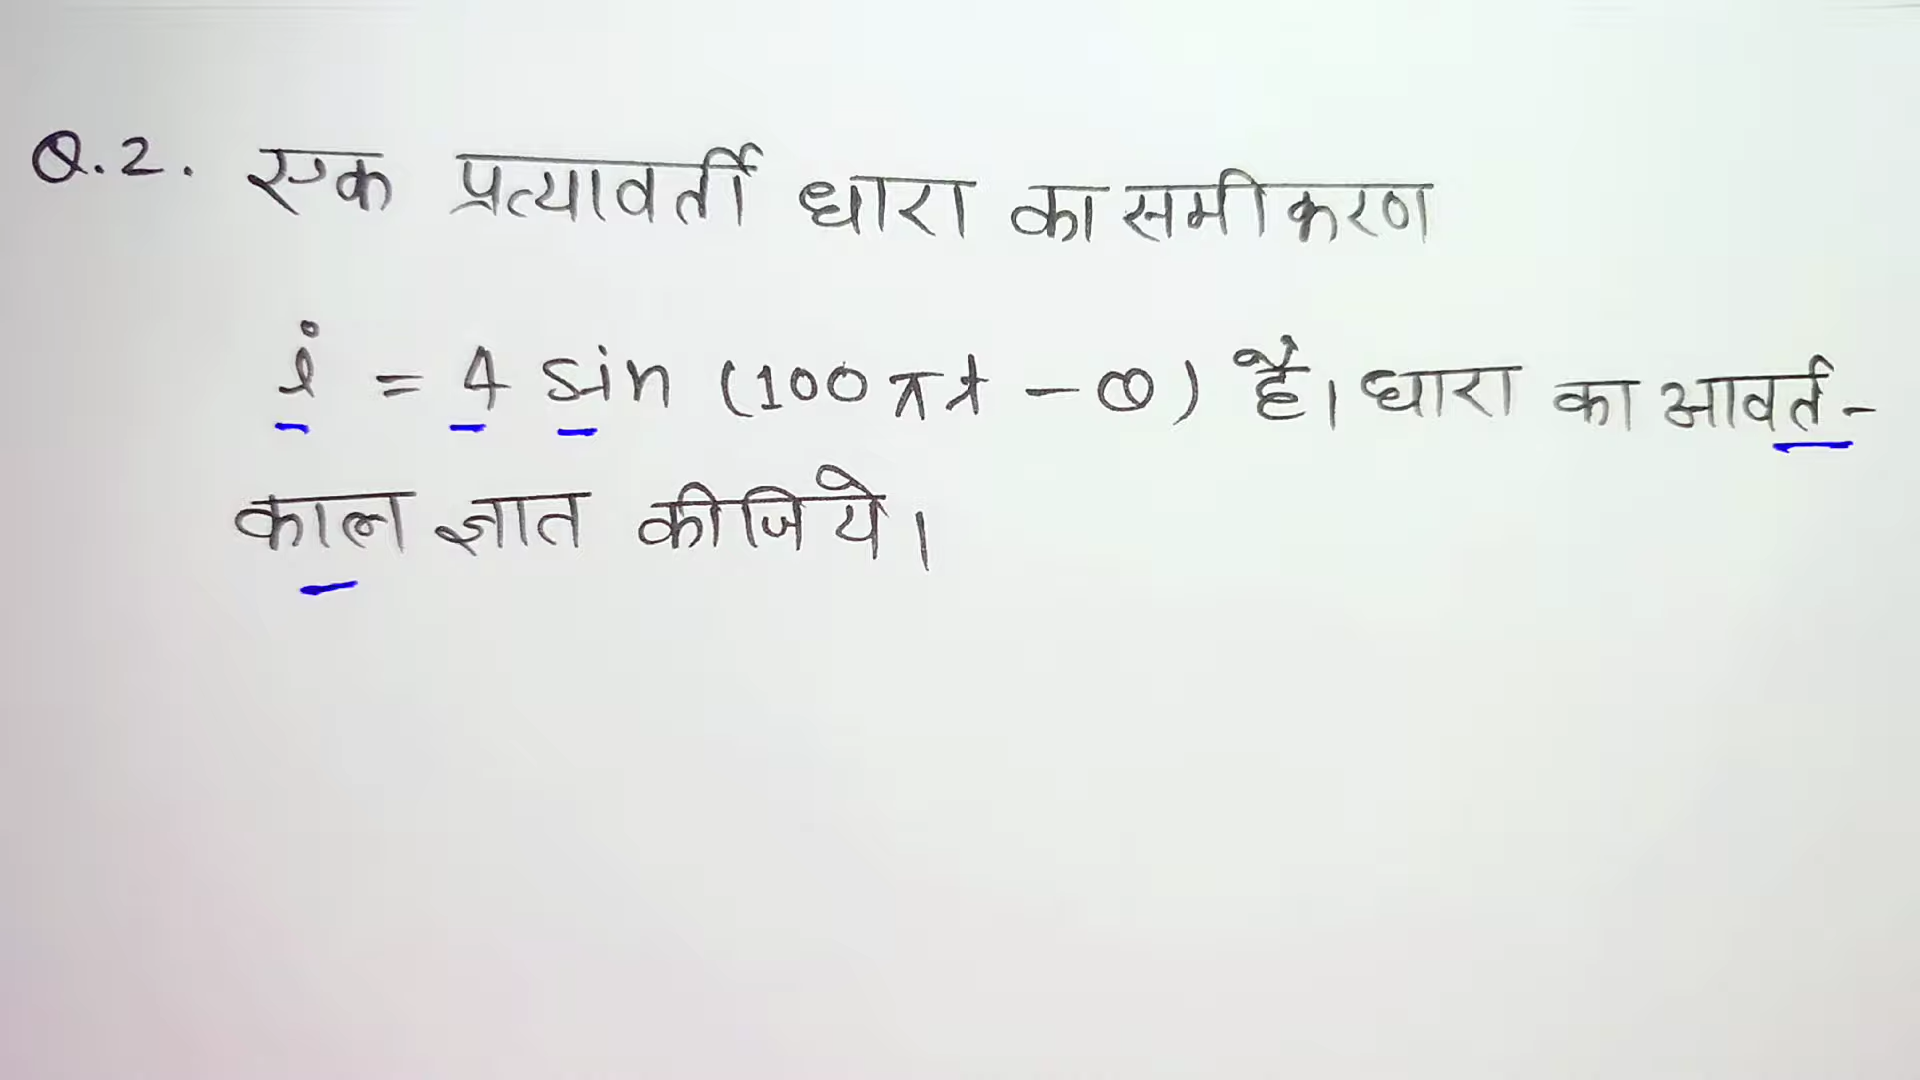 Q.2. एक प्रत्यावर्ती धारा का समीकरण
i = 4 sin (100πt - θ) है। धारा का आवर्त-
काल ज्ञात कीजिये।